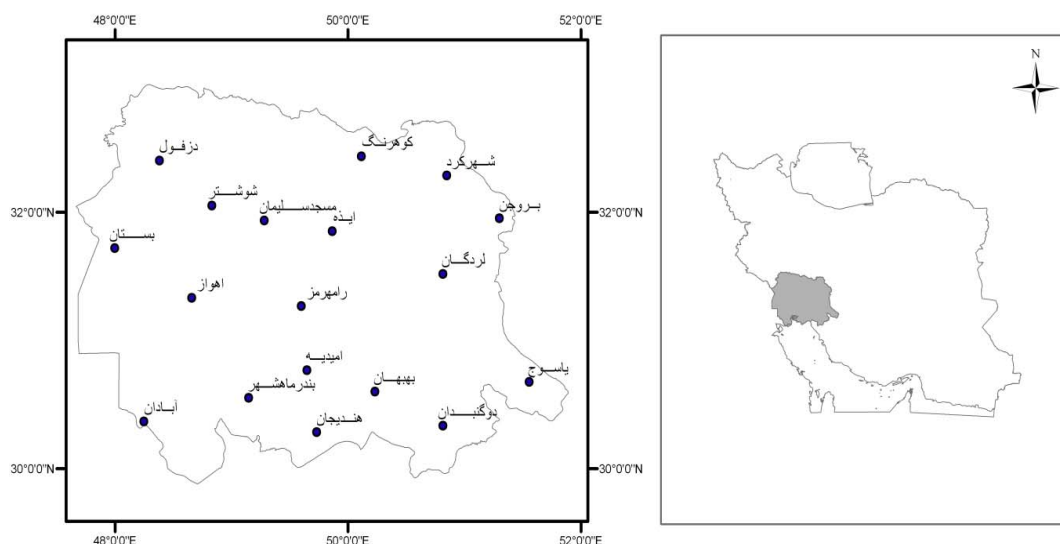 48°0'0"E
50°0'0"E
52°0'0"E
N
کوهرنگ
دزفول
شهرکرد
شوشتر
بروجن
32°0'0"N
مسجدسلیمان
32°0'0"N
ایذه
بستان
لردگان
اهواز
رامهرمز
امیدیه
یاسوج
بهبهان
بندرماهشهر
آبادان
دوگنبدان
هندیجان
30°0'0"N
30°0'0"N
48°0'0"E
50°0'0"E
52°0'0"E